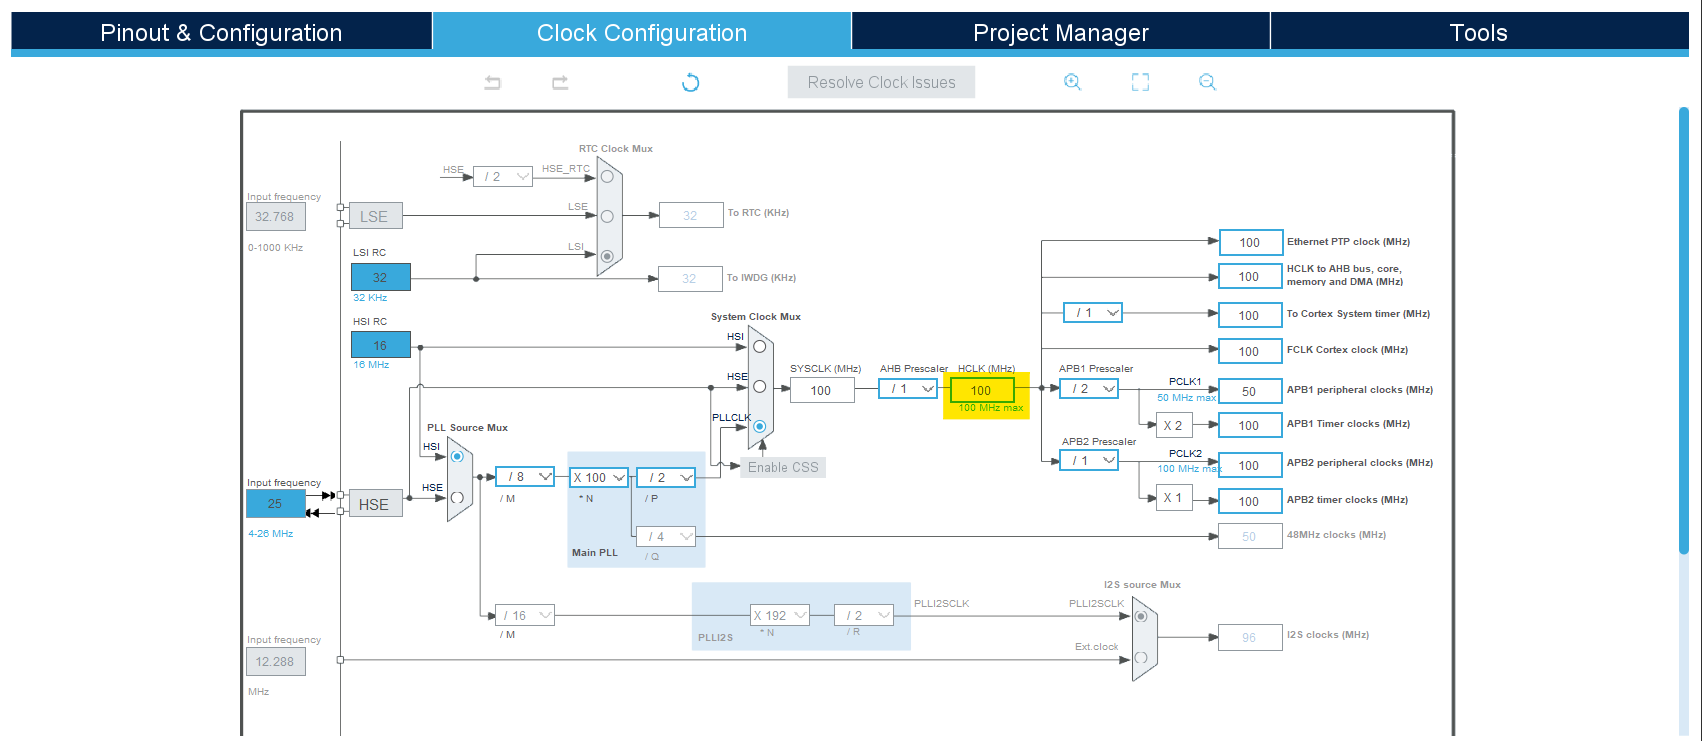 Pinout & Configuration
Clock Configuration
Project Manager
Tools
Resolve Clock Issues
RTC Clock Mux
HSE
/ 2
HSE_RTC
Input frequency
32.768
0-1000 KHz
LSE
LSE
32
To RTC (KHz)
LSI RC
LSI
32
32 KHz
32
To IWDG (KHz)
100
Ethernet PTP clock (MHz)
100
HCLK to AHB bus, core,
memory and DMA (MHz)
/ 1
100
To Cortex System timer (MHz)
HSI RC
16
16 MHz
System Clock Mux
HSI
HSE
PLLCLK
100
FCLK Cortex clock (MHz)
SYSCLK (MHz)
100
AHB Prescaler
/ 1
HCLK (MHz)
100
100 MHz max
APB1 Prescaler
/ 2
PCLK1
50 MHz max
50
APB1 peripheral clocks (MHz)
X 2
100
APB1 Timer clocks (MHz)
PLL Source Mux
HSI
HSE
Enable CSS
APB2 Prescaler
/ 1
PCLK2
100 MHz max
100
APB2 peripheral clocks (MHz)
X 1
100
APB2 timer clocks (MHz)
Input frequency
25
4-26 MHz
HSE
/ 8
/ M
X 100
* N
/ 2
/ P
/ 4
/ Q
Main PLL
50
48MHz clocks (MHz)
I2S source Mux
/ 16
/ M
X 192
* N
/ 2
/ R
PLLI2S
PLLI2SCLK
PLLI2SCLK
96
I2S clocks (MHz)
Input frequency
12.288
MHz
Ext.clock